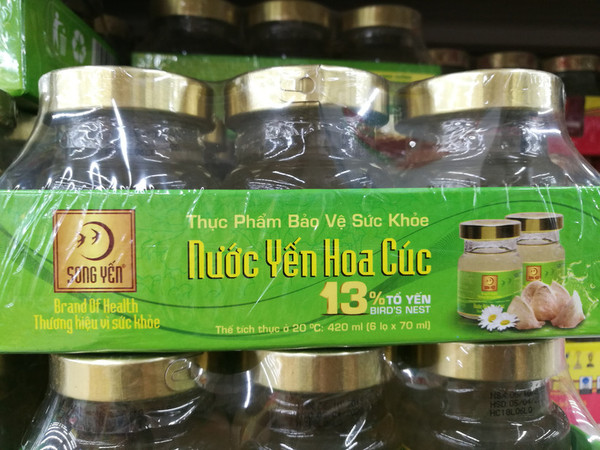 Thực Phẩm Bảo Vệ Sức Khỏe
Nước Yến Hoa Cúc
13% TỔ YẾN
BIRD'S NEST
Thể tích thực ở 20 °C: 420 ml (6 lọ x 70 ml)
SONG YẾN®
Brand Of Health
Thương hiệu vì sức khỏe